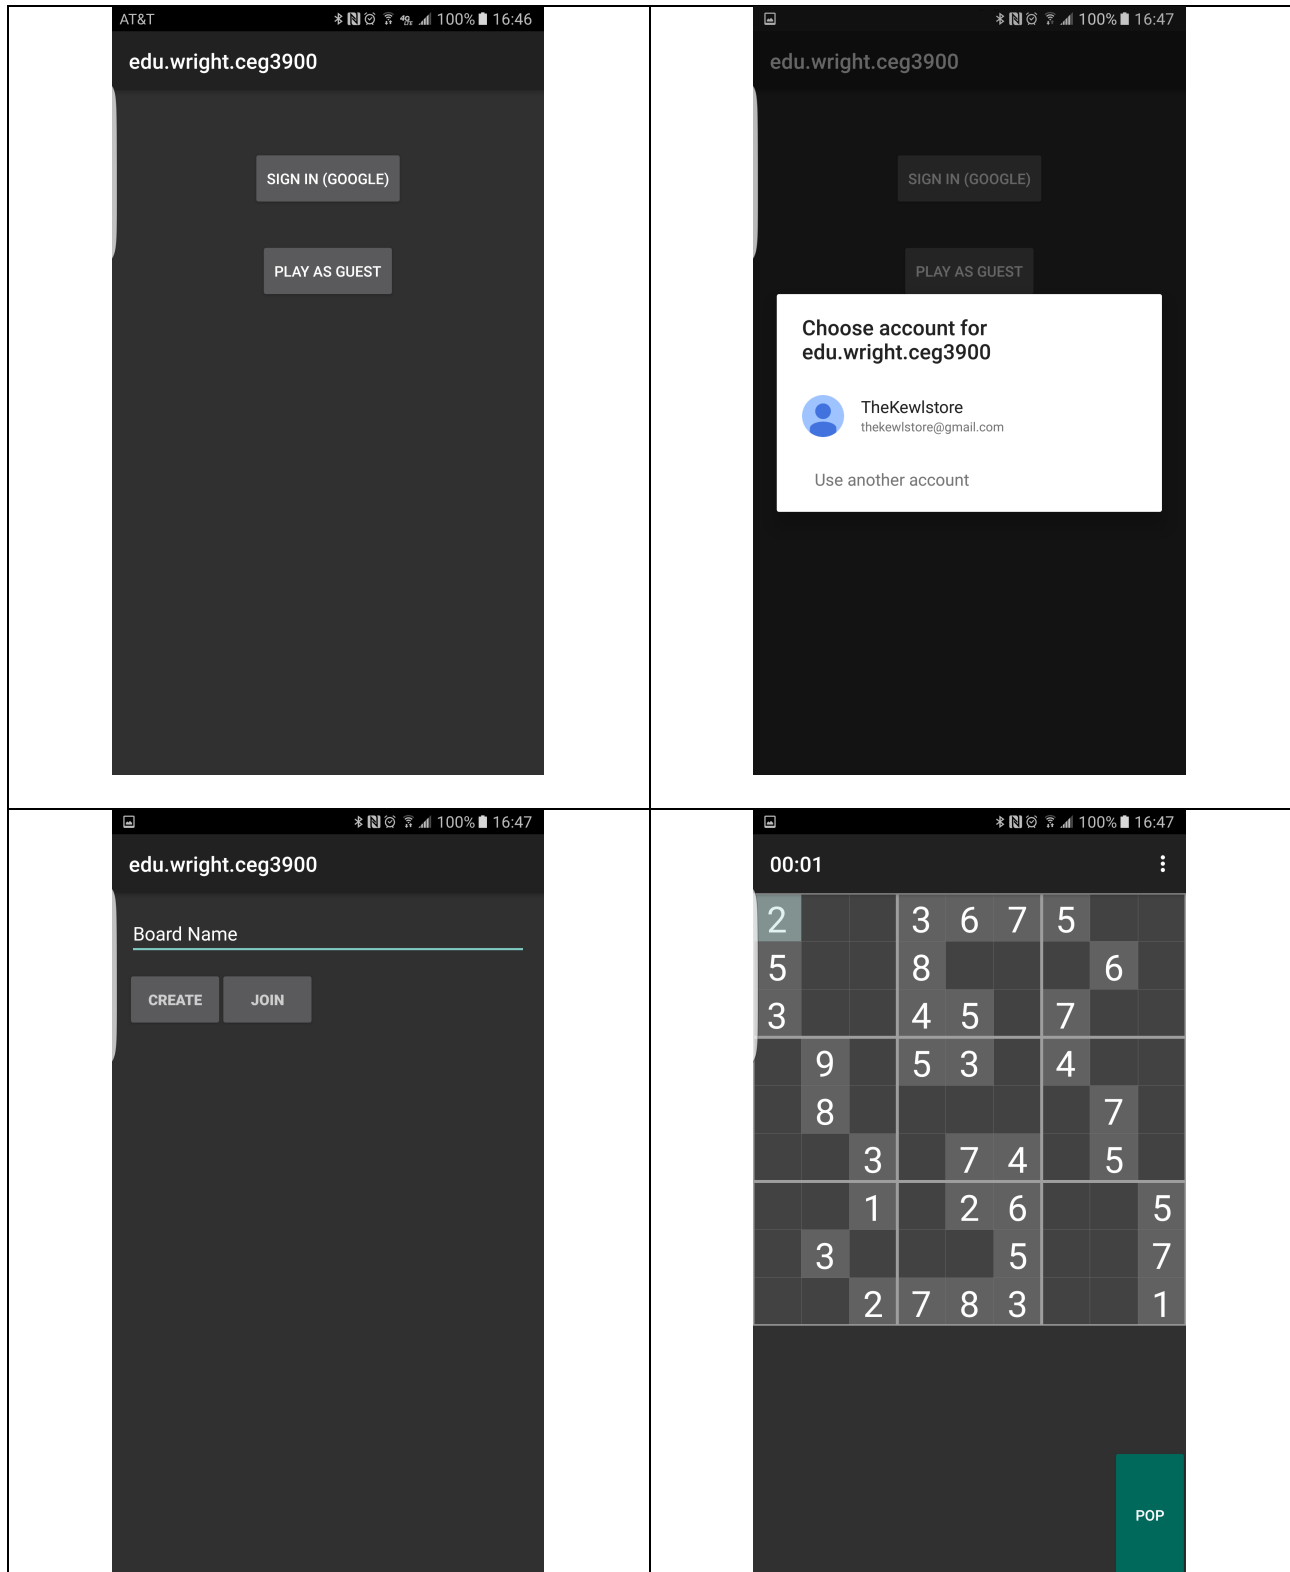 AT&T 100% 16:46
edu.wright.ceg3900
SIGN IN (GOOGLE)
PLAY AS GUEST
100% 16:47
edu.wright.ceg3900
SIGN IN (GOOGLE)
PLAY AS GUEST
Choose account for
edu.wright.ceg3900
TheKewlstore
thekewlstore@gmail.com
Use another account
100% 16:47
edu.wright.ceg3900
Board Name
CREATE JOIN
100% 16:47
00:01
2 3 6 7 5
5 8 6
3 4 5 7
9 5 3 4
8 7
3 7 4 5
1 2 6 5
3 5 7
2 7 8 3 1
POP